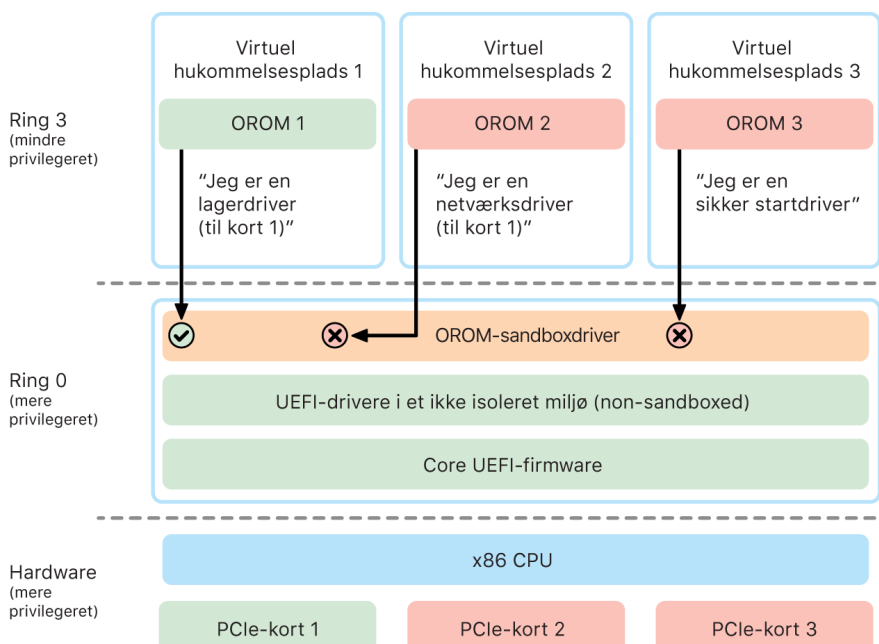 Virtuel
hukommelsesplads 1
Virtuel
hukommelsesplads 2
Virtuel
hukommelsesplads 3
Ring 3
(mindre
privilegeret)
OROM 1
OROM 2
OROM 3
“Jeg er en
lagerdriver
(til kort 1)”
“Jeg er en
netværksdriver
(til kort 1)”
“Jeg er en
sikker startdriver”
Ring 0
(mere
privilegeret)
OROM-sandboxdriver
UEFI-drivere i et ikke isoleret miljø (non-sandboxed)
Core UEFI-firmware
Hardware
(mere
privilegeret)
x86 CPU
PCIe-kort 1
PCIe-kort 2
PCIe-kort 3